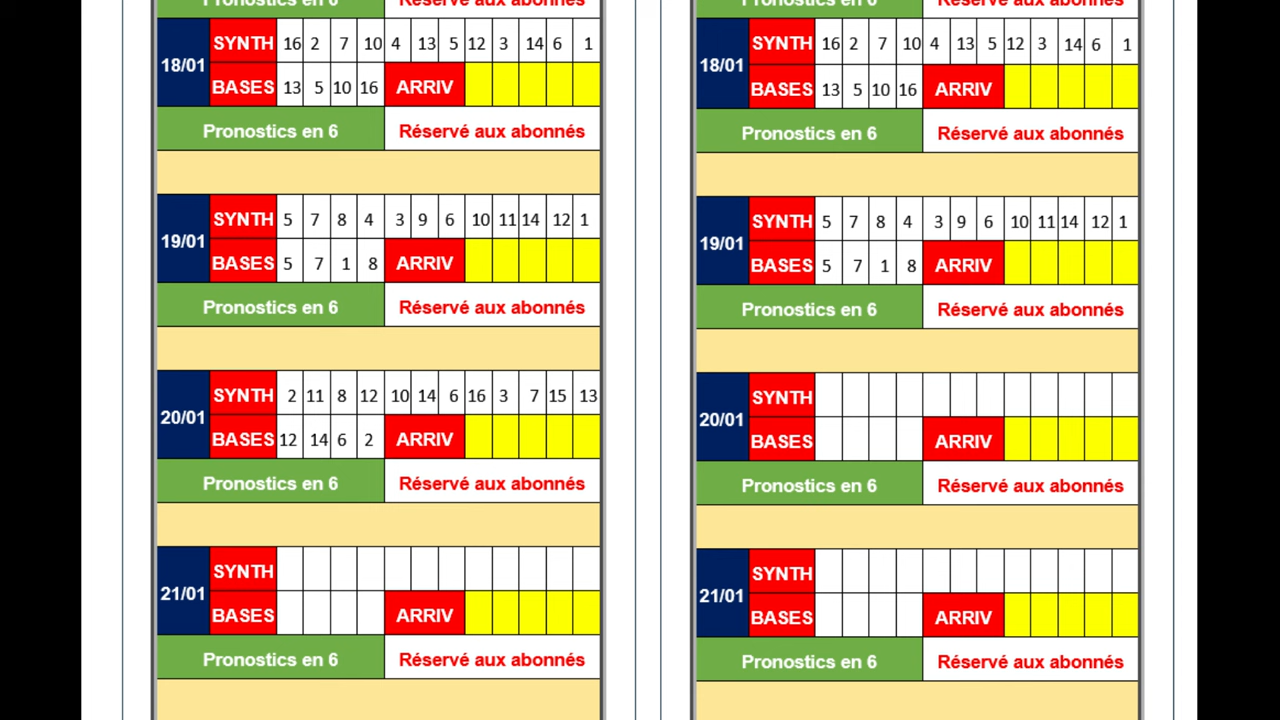 Pronostics en 6 Réservé aux abonnés
18/01
SYNTH 16 2 7 10 4 13 5 12 3 14 6 1
BASES 13 5 10 16 ARRIV
Pronostics en 6 Réservé aux abonnés
19/01
SYNTH 5 7 8 4 3 9 6 10 11 14 12 1
BASES 5 7 1 8 ARRIV
Pronostics en 6 Réservé aux abonnés
20/01
SYNTH 2 11 8 12 10 14 6 16 3 7 15 13
BASES 12 14 6 2 ARRIV
Pronostics en 6 Réservé aux abonnés
21/01
SYNTH
BASES ARRIV
Pronostics en 6 Réservé aux abonnés
Pronostics en 6 Réservé aux abonnés
18/01
SYNTH 16 2 7 10 4 13 5 12 3 14 6 1
BASES 13 5 10 16 ARRIV
Pronostics en 6 Réservé aux abonnés
19/01
SYNTH 5 7 8 4 3 9 6 10 11 14 12 1
BASES 5 7 1 8 ARRIV
Pronostics en 6 Réservé aux abonnés
20/01
SYNTH
BASES ARRIV
Pronostics en 6 Réservé aux abonnés
21/01
SYNTH
BASES ARRIV
Pronostics en 6 Réservé aux abonnés